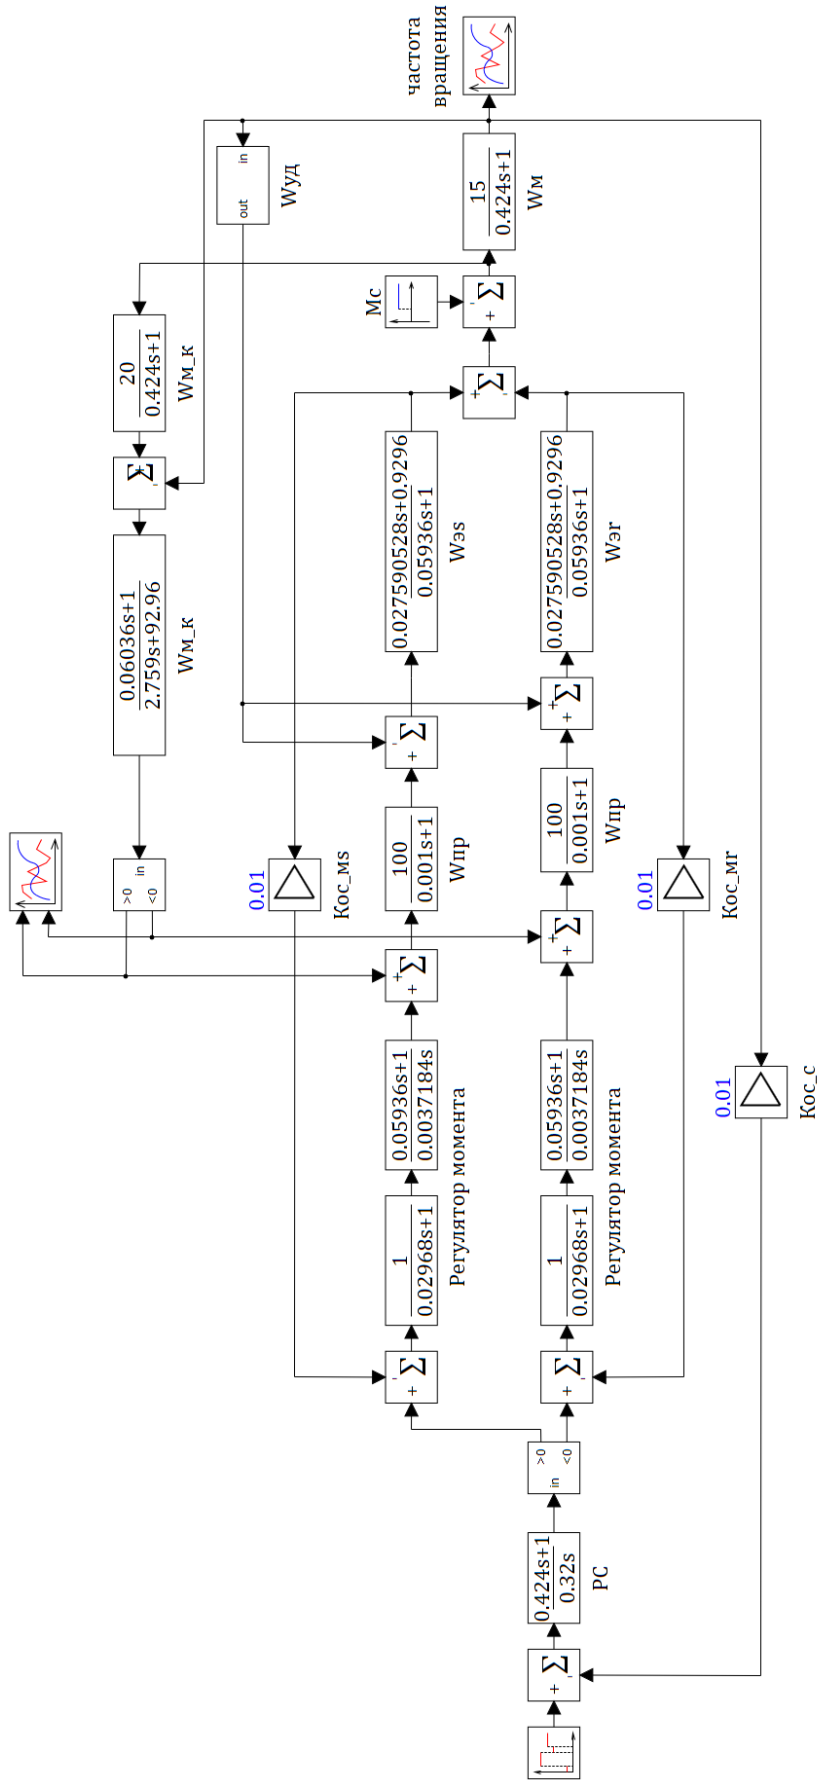 >0
<0
in
0.06036s+1
2.759s+92.96
Wм_к
+
-
Σ
20
0.424s+1
Wм_к
out
in
Wуд
0.01
Кос_мs
+
-
Σ
1
0.02968s+1
0.05936s+1
0.0037184s
Регулятор момента
+
+
Σ
100
0.001s+1
Wпр
+
-
Σ
0.027590528s+0.9296
0.05936s+1
Wэs
+
-
Σ
Мс
+
-
Σ
15
0.424s+1
Wм
частота
вращения
+
-
Σ
0.424s+1
0.32s
РС
in
>0
<0
+
-
Σ
1
0.02968s+1
0.05936s+1
0.0037184s
Регулятор момента
+
+
Σ
100
0.001s+1
Wпр
+
+
Σ
0.027590528s+0.9296
0.05936s+1
Wэr
0.01
Кос_мr
0.01
Кос_с